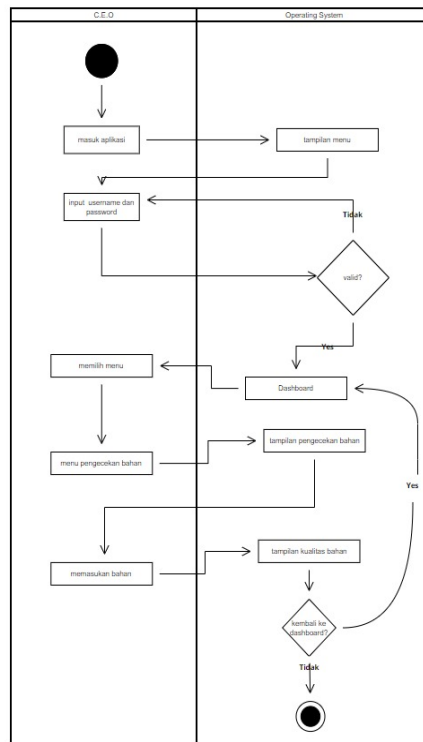 C.E.O
Operating System
masuk aplikasi
tampilan menu
input username dan
password
Tidak
valid?
Yes
memilih menu
Dashboard
tampilan pengecekan bahan
menu pengecekan bahan
Yes
tampilan kualitas bahan
memasukan bahan
kembali ke
dashboard?
Tidak